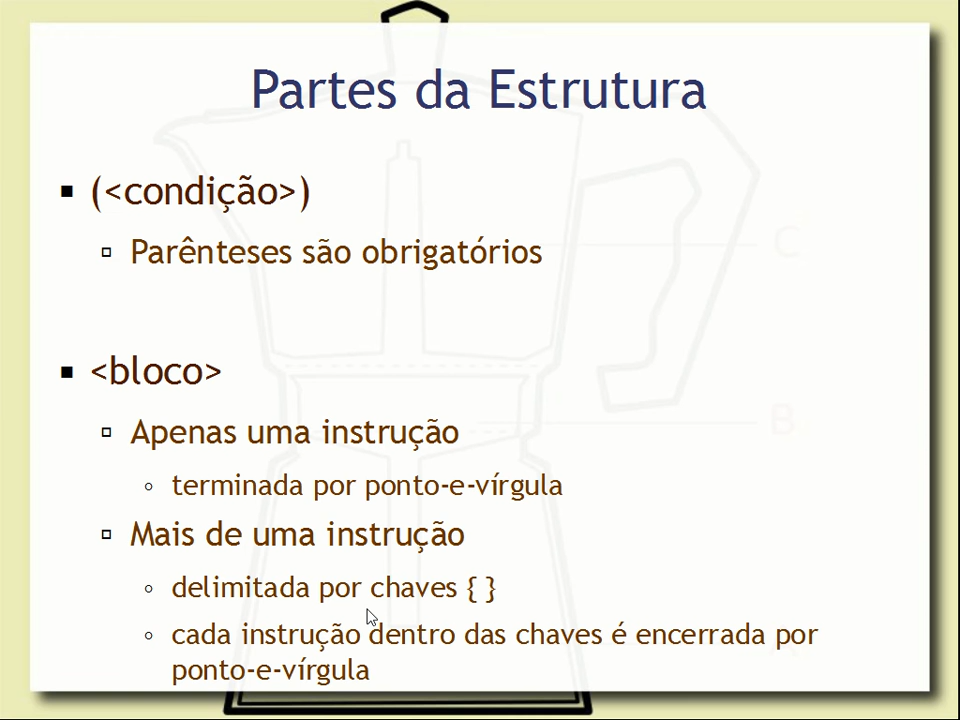 Partes da Estrutura
(<condição>)
Parênteses são obrigatórios
C
<bloco>
Apenas uma instrução
B
terminada por ponto-e-vírgula
Mais de uma instrução
delimitada por chaves { }
cada instrução dentro das chaves é encerrada por
ponto-e-vírgula